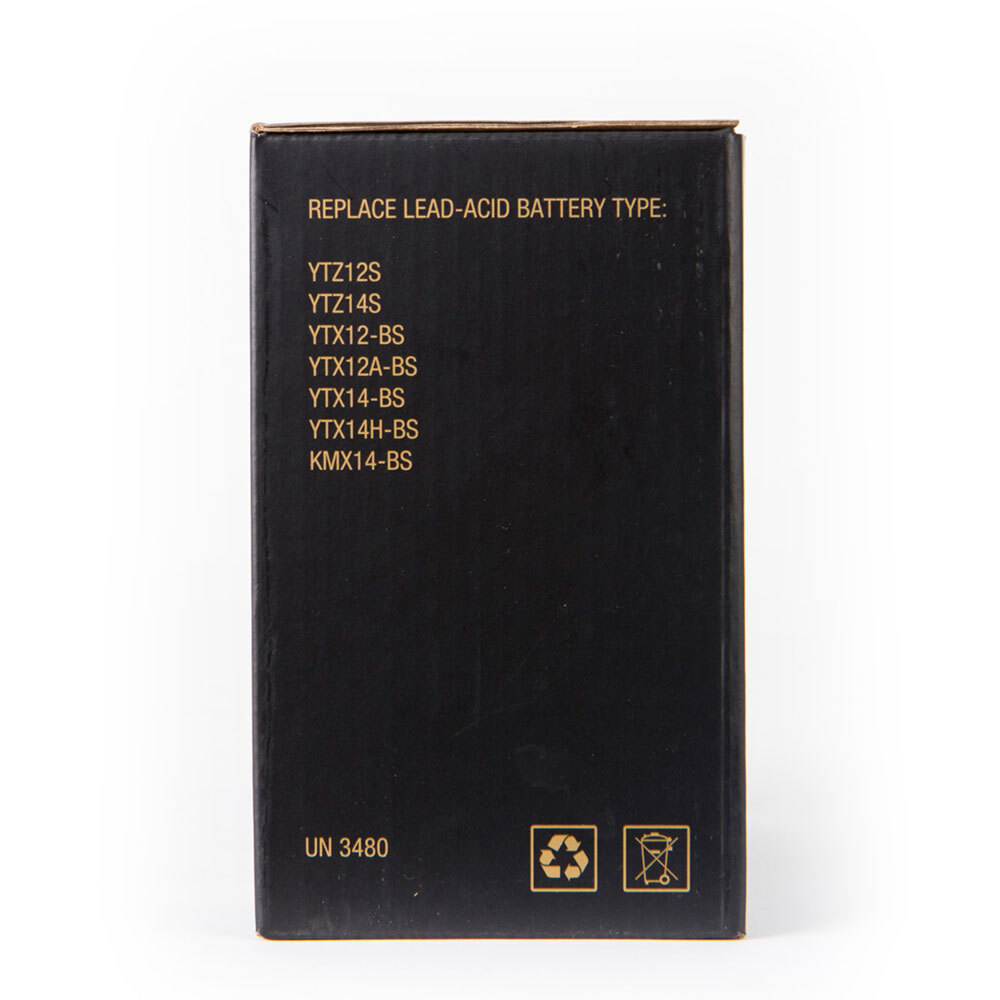 REPLACE LEAD-ACID BATTERY TYPE:
YTZ12S
YTZ14S
YTX12-BS
YTX12A-BS
YTX14-BS
YTX14H-BS
KMX14-BS
UN 3480